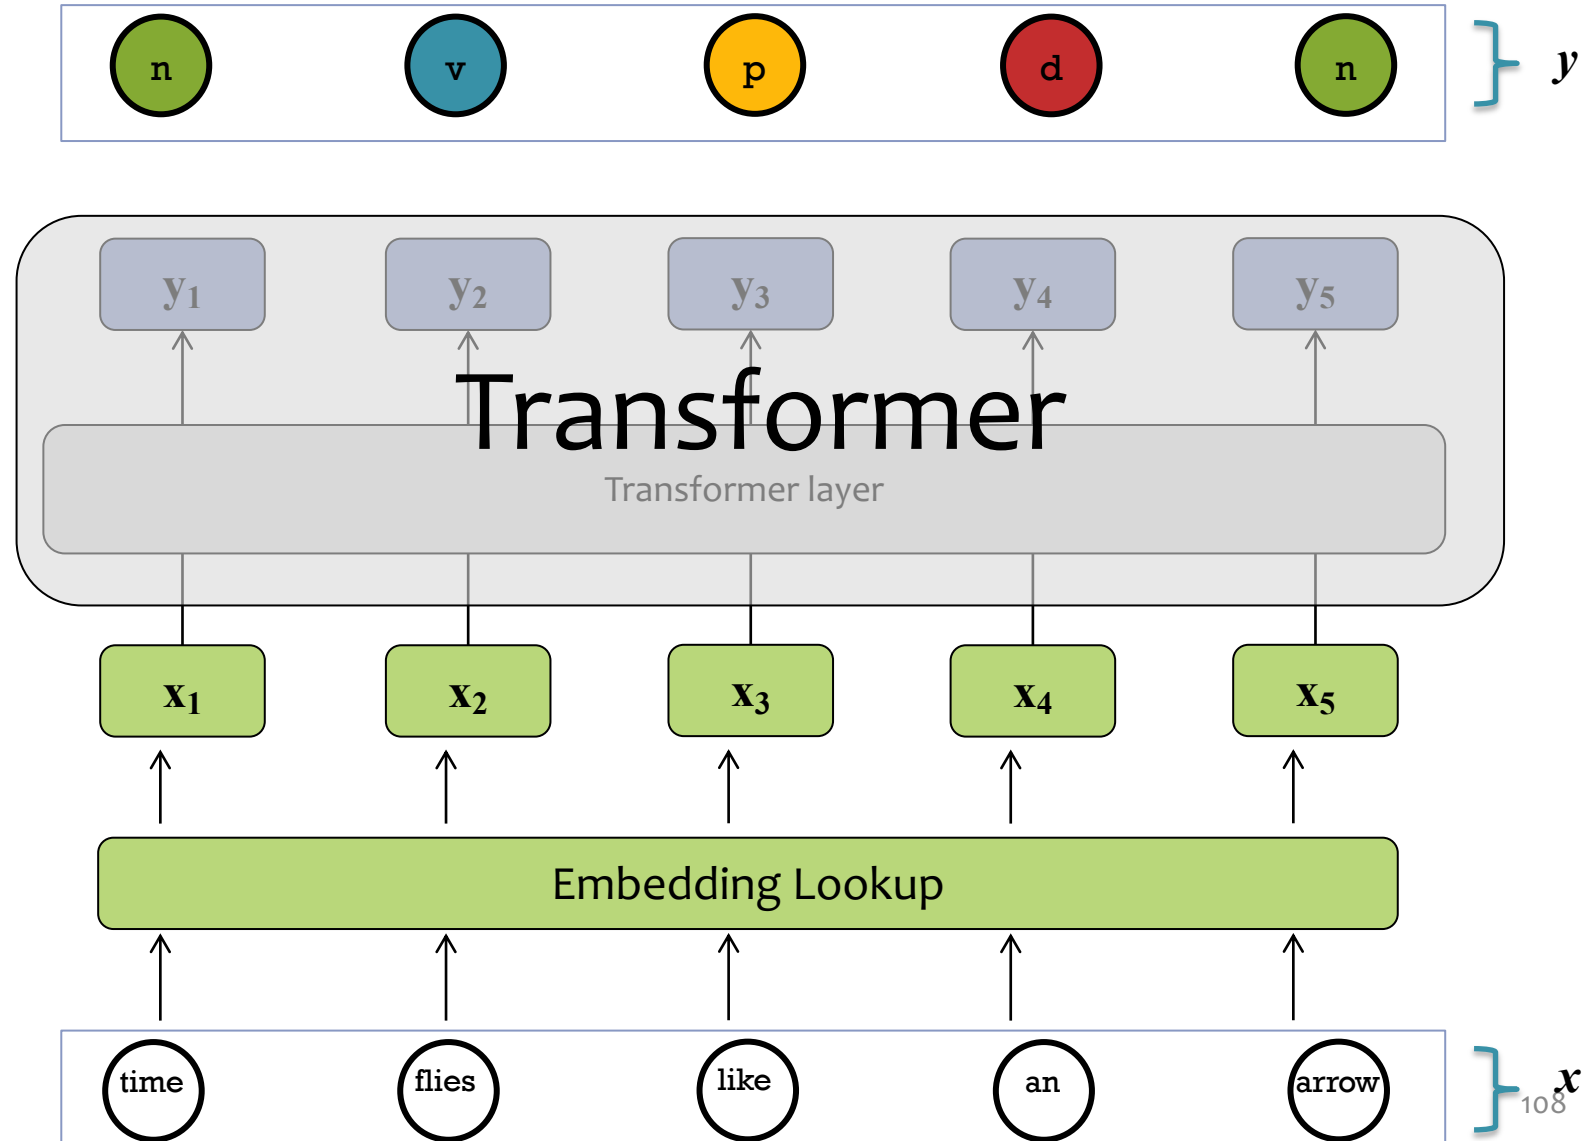 n v p d n y
y1 y2 y3 y4 y5
Transformer
Transformer layer
x1 x2 x3 x4 x5
Embedding Lookup
time flies like an arrow x
108